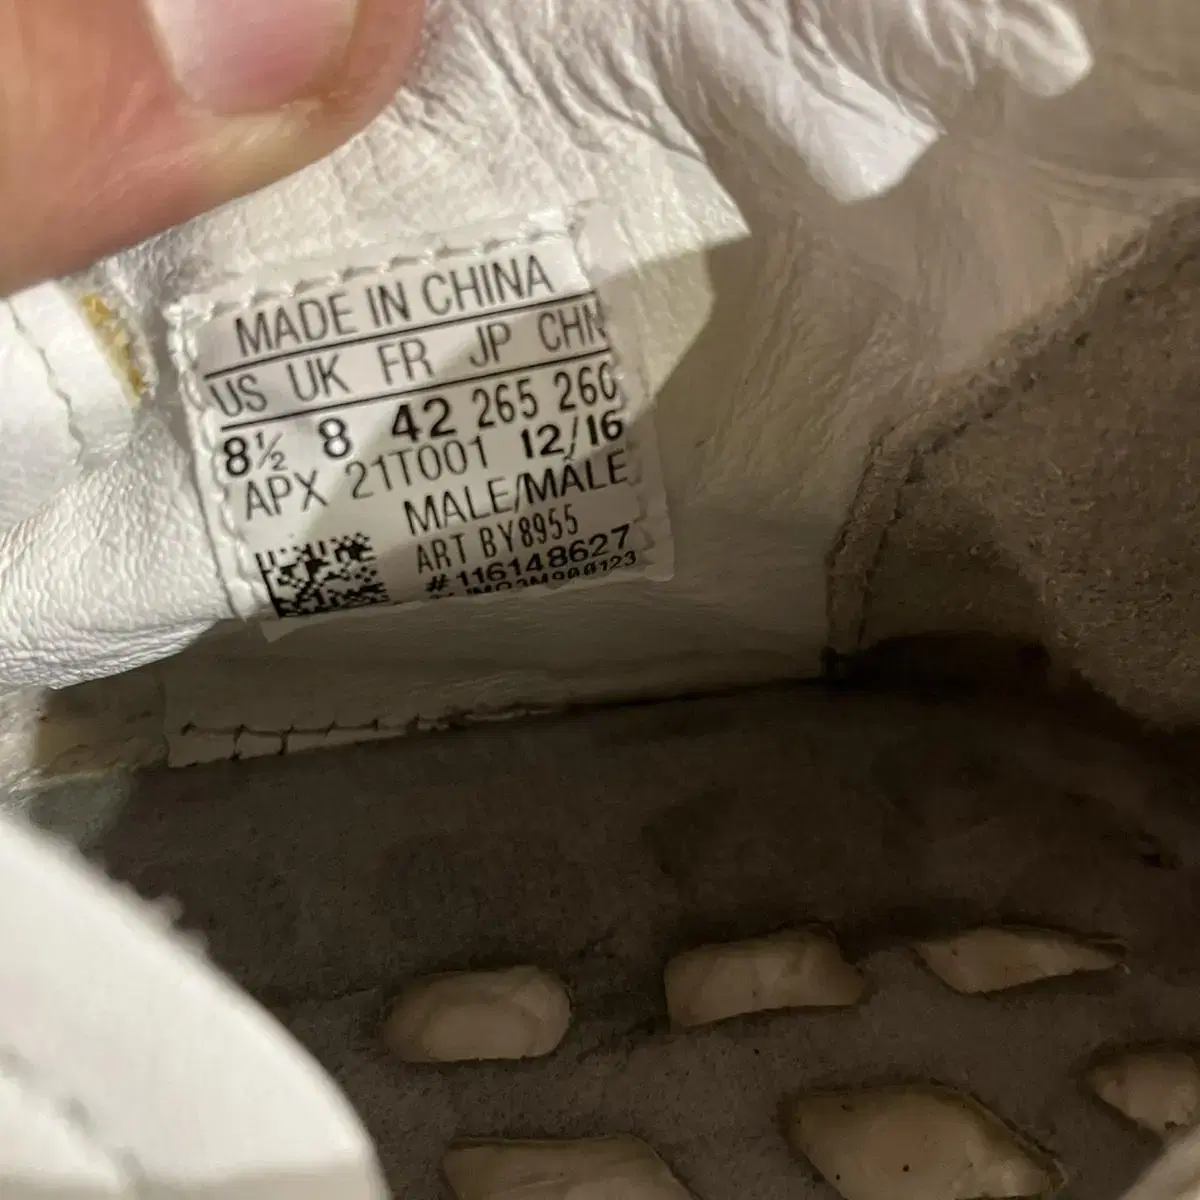 MADE IN CHINA
US UK FR JP CHN
8½ 8 42 265 260
APX 21T001 12/16
MALE/MÂLE
ART BY8955
#116148627